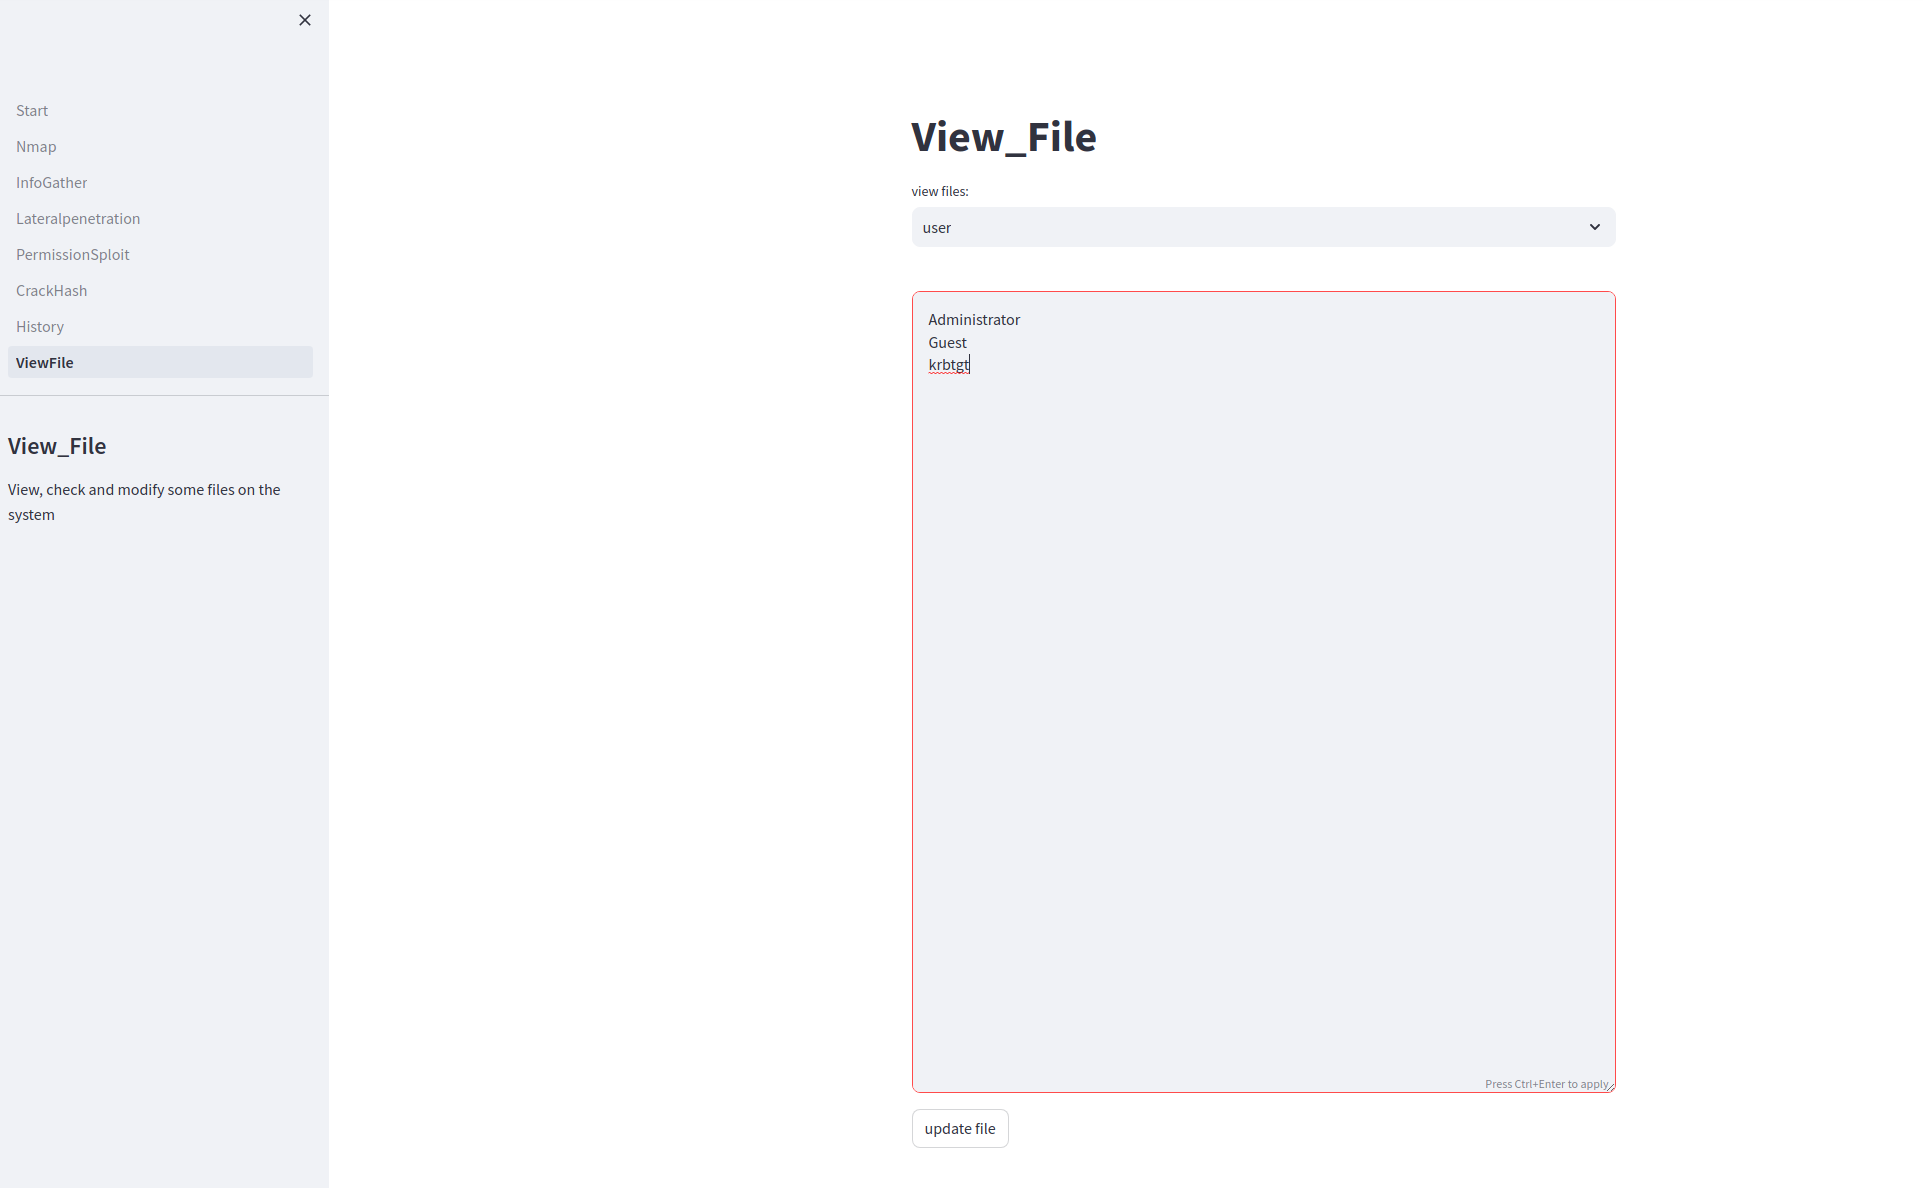 Start
Nmap
InfoGather
Lateralpenetration
PermissionSploit
CrackHash
History
ViewFile
View_File
View, check and modify some files on the
system
View_File
view files:
user
Administrator
Guest
krbtgt
Press Ctrl+Enter to apply
update file